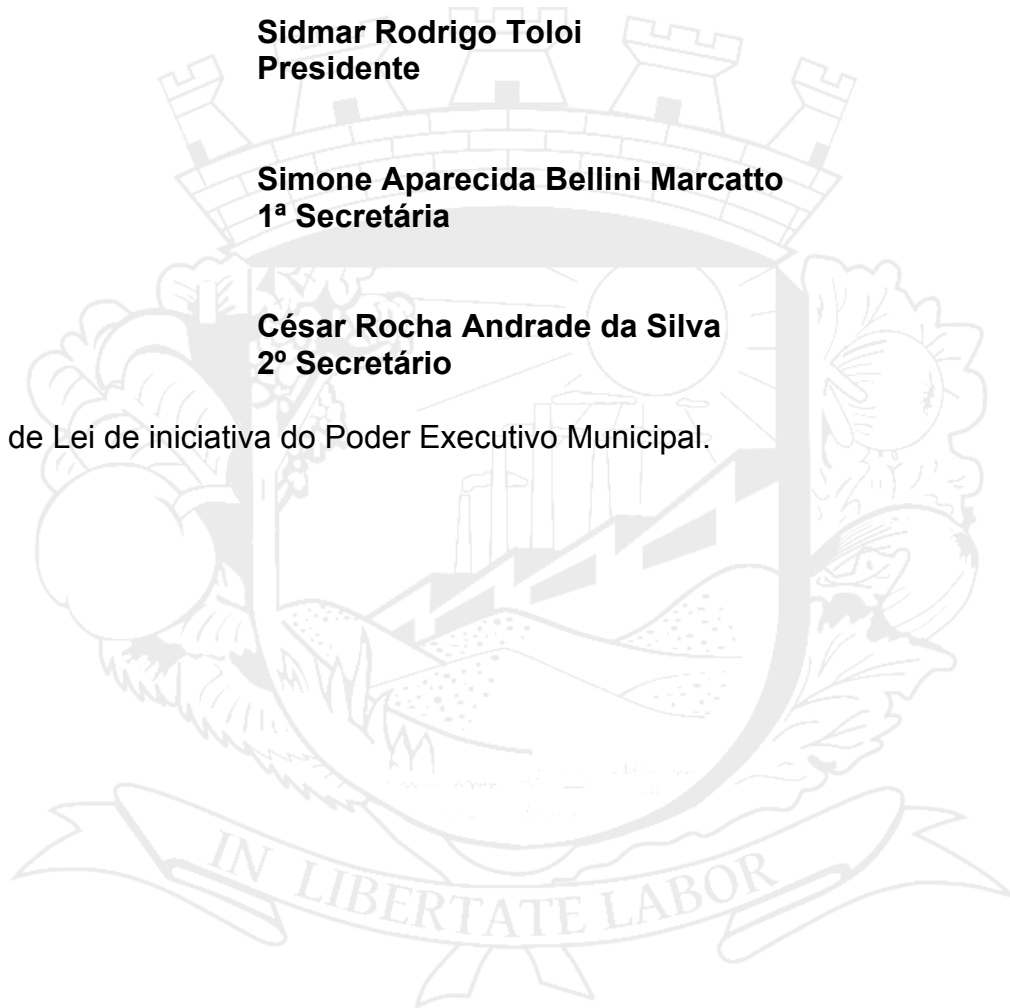 Sidmar Rodrigo Toloi
Presidente
Simone Aparecida Bellini Marcatto
1ª Secretária
César Rocha Andrade da Silva
2º Secretário
de Lei de iniciativa do Poder Executivo Municipal.
IN LIBERTATE LABOR